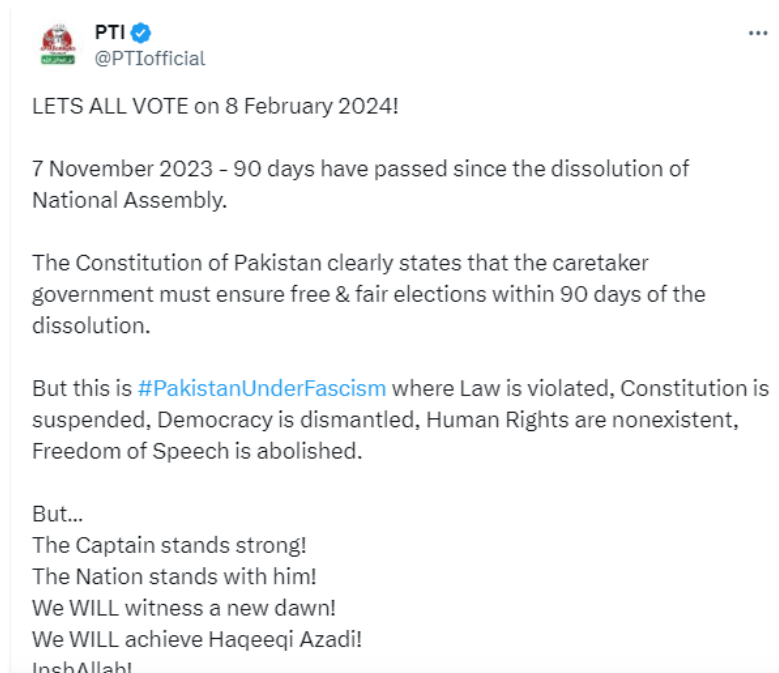 PTI
@PTIofficial
LETS ALL VOTE on 8 February 2024!
7 November 2023 - 90 days have passed since the dissolution of
National Assembly.
The Constitution of Pakistan clearly states that the caretaker
government must ensure free & fair elections within 90 days of the
dissolution.
But this is #PakistanUnderFascism where Law is violated, Constitution is
suspended, Democracy is dismantled, Human Rights are nonexistent,
Freedom of Speech is abolished.
But...
The Captain stands strong!
The Nation stands with him!
We WILL witness a new dawn!
We WILL achieve Haqeeqi Azadi!
InshAllah!